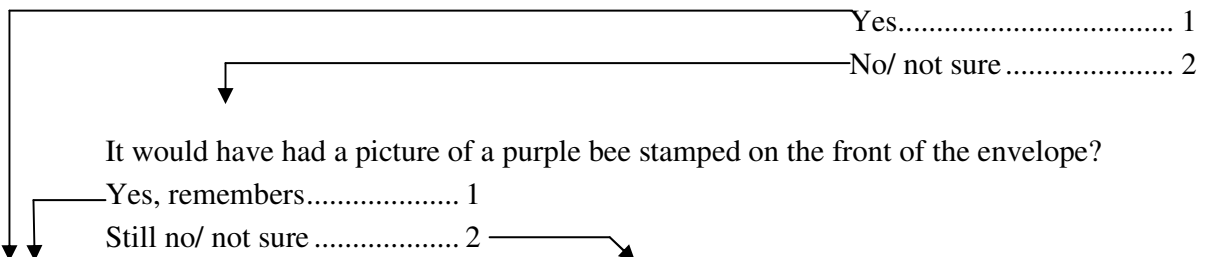 Yes.................................. 1
No/ not sure ...................... 2
It would have had a picture of a purple bee stamped on the front of the envelope?
Yes, remembers.................... 1
Still no/ not sure ................... 2